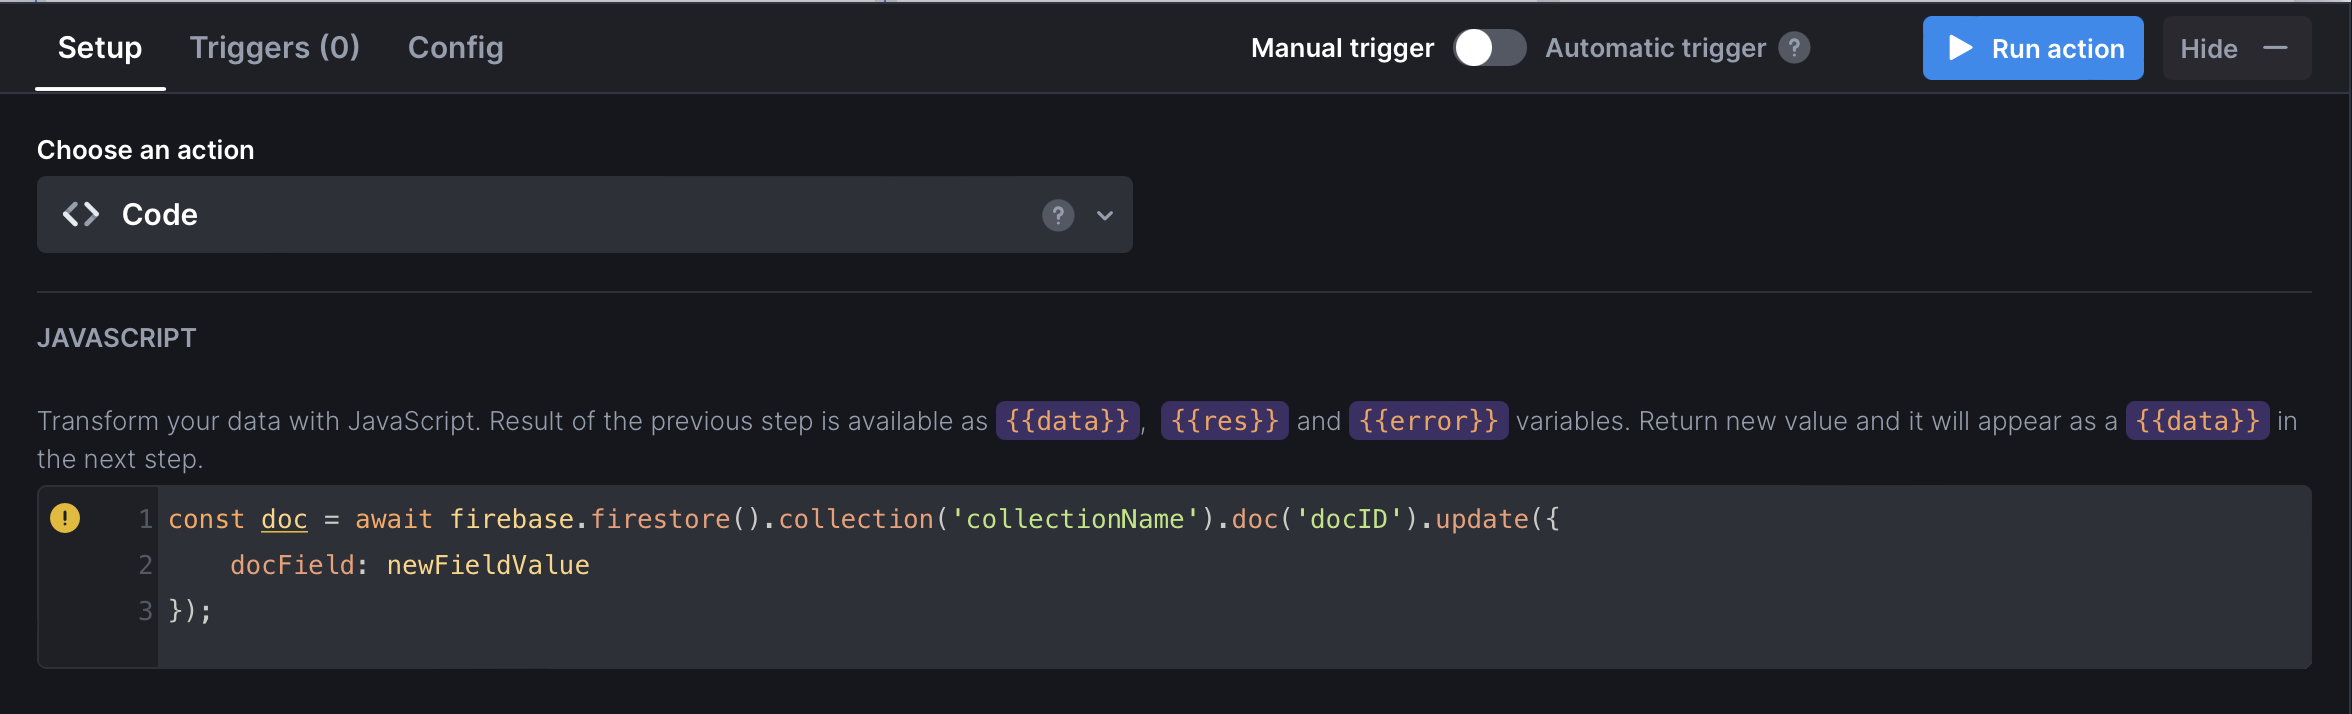 Setup Triggers (0) Config Manual trigger Automatic trigger ? Run action Hide
Choose an action
Code ?
JAVASCRIPT
Transform your data with JavaScript. Result of the previous step is available as {{data}}, {{res}} and {{error}} variables. Return new value and it will appear as a {{data}} in
the next step.
! 1 const doc = await firebase.firestore().collection('collectionName').doc('docID').update({
2 docField: newFieldValue
3 });